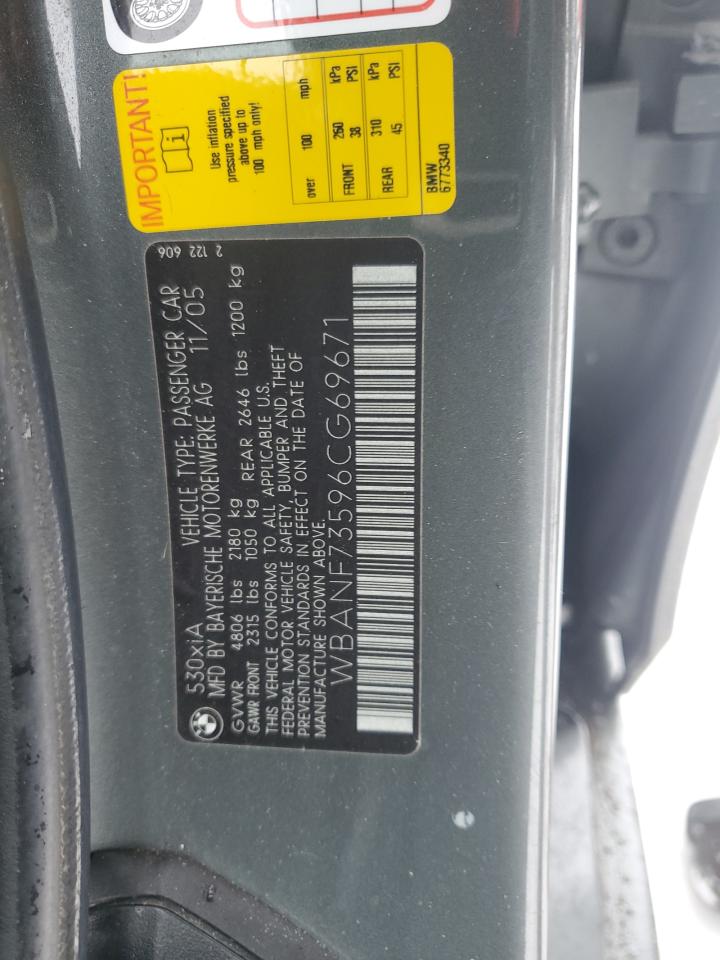 IMPORTANT!
Use inflation
pressure specified
above up to
100 mph only!
over 100 mph
FRONT 260 kPa
38 PSI
REAR 310 kPa
45 PSI
BMW
6773340
530xiA VEHICLE TYPE: PASSENGER CAR
MFD BY BAYERISCHE MOTORENWERKE AG 11/05
GVWR 4806 lbs 2180 kg
GAWR FRONT 2315 lbs 1050 kg REAR 2646 lbs 1200 kg
THIS VEHICLE CONFORMS TO ALL APPLICABLE U.S.
FEDERAL MOTOR VEHICLE SAFETY, BUMPER AND THEFT
PREVENTION STANDARDS IN EFFECT ON THE DATE OF
MANUFACTURE SHOWN ABOVE.
WBANF73596CG69671
2 122 606